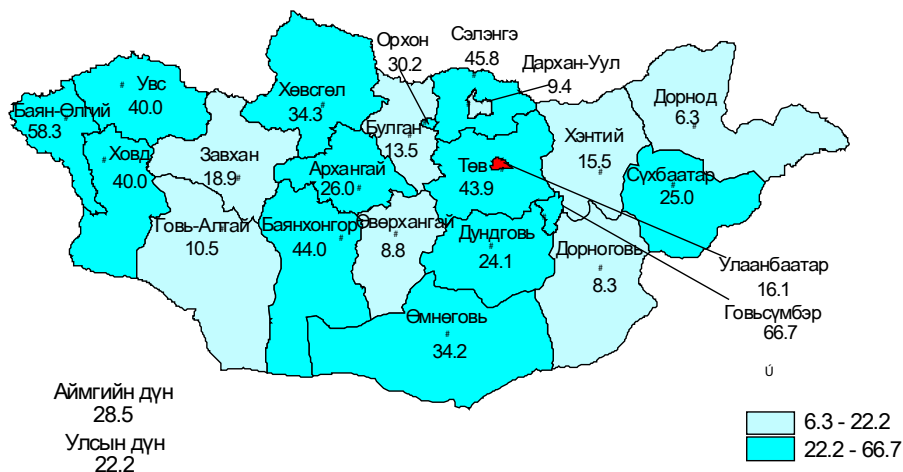 Орхон
30.2
Сэлэнгэ
45.8
Дархан-Уул
9.4
Увс
40.0
Баян-Өлгий
58.3
Хөвсгөл
34.3
Булган
13.5
Дорнод
6.3
Хэнтий
15.5
Ховд
40.0
Завхан
18.9
Архангай
26.0
Төв
43.9
Сүхбаатар
25.0
Говь-Алтай
10.5
Баянхонгор
44.0
Өвөрхангай
8.8
Дундговь
24.1
Дорноговь
8.3
Улаанбаатар
16.1
Говьсүмбэр
66.7
Өмнөговь
34.2
Ú
Аймгийн дүн
28.5
Улсын дүн
22.2
6.3 - 22.2
22.2 - 66.7